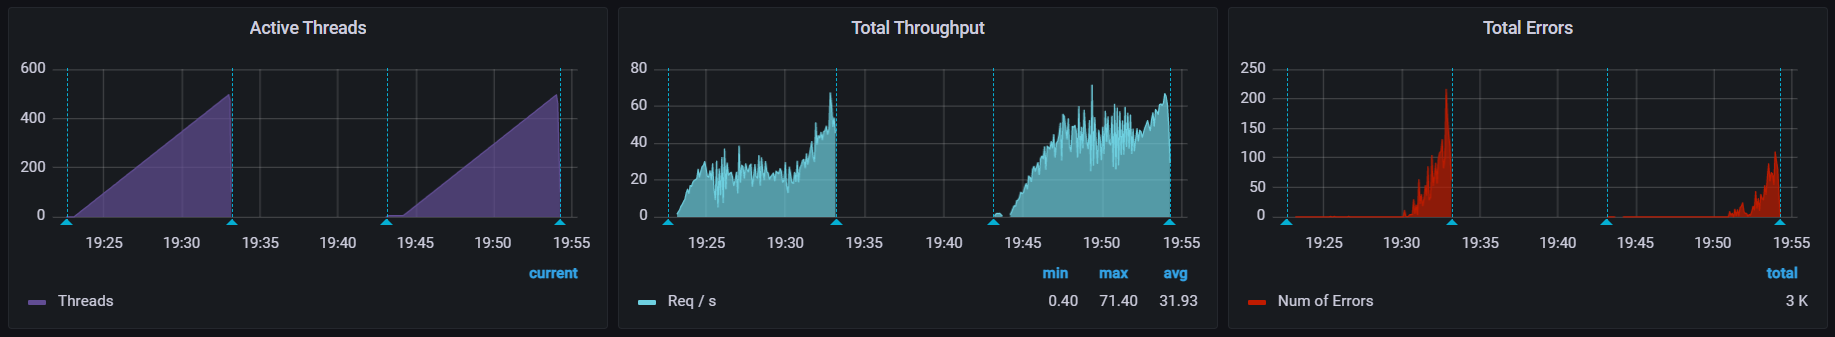 Active Threads
600
400
200
0
19:25 19:30 19:35 19:40 19:45 19:50 19:55
current
Threads
Total Throughput
80
60
40
20
0
19:25 19:30 19:35 19:40 19:45 19:50 19:55
min max avg
Req / s 0.40 71.40 31.93
Total Errors
250
200
150
100
50
0
19:25 19:30 19:35 19:40 19:45 19:50 19:55
total
Num of Errors 3 K